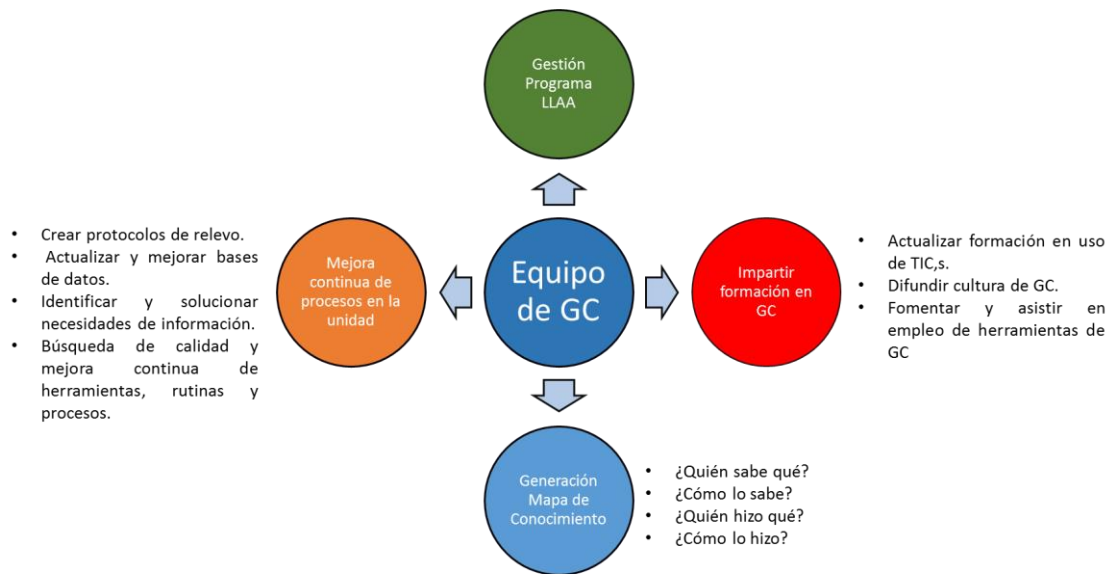 Gestión
Programa
LLAA
• Crear protocolos de relevo.
• Actualizar y mejorar bases
de datos.
• Identificar y solucionar
necesidades de información.
• Búsqueda de calidad y
mejora continua de
herramientas, rutinas y
procesos.
Mejora
continua de
procesos en la
unidad
Equipo
de GC
Impartir
formación en
GC
• Actualizar formación en uso
de TIC,s.
• Difundir cultura de GC.
• Fomentar y asistir en
empleo de herramientas de
GC
Generación
Mapa de
Conocimiento
• ¿Quién sabe qué?
• ¿Cómo lo sabe?
• ¿Quién hizo qué?
• ¿Cómo lo hizo?